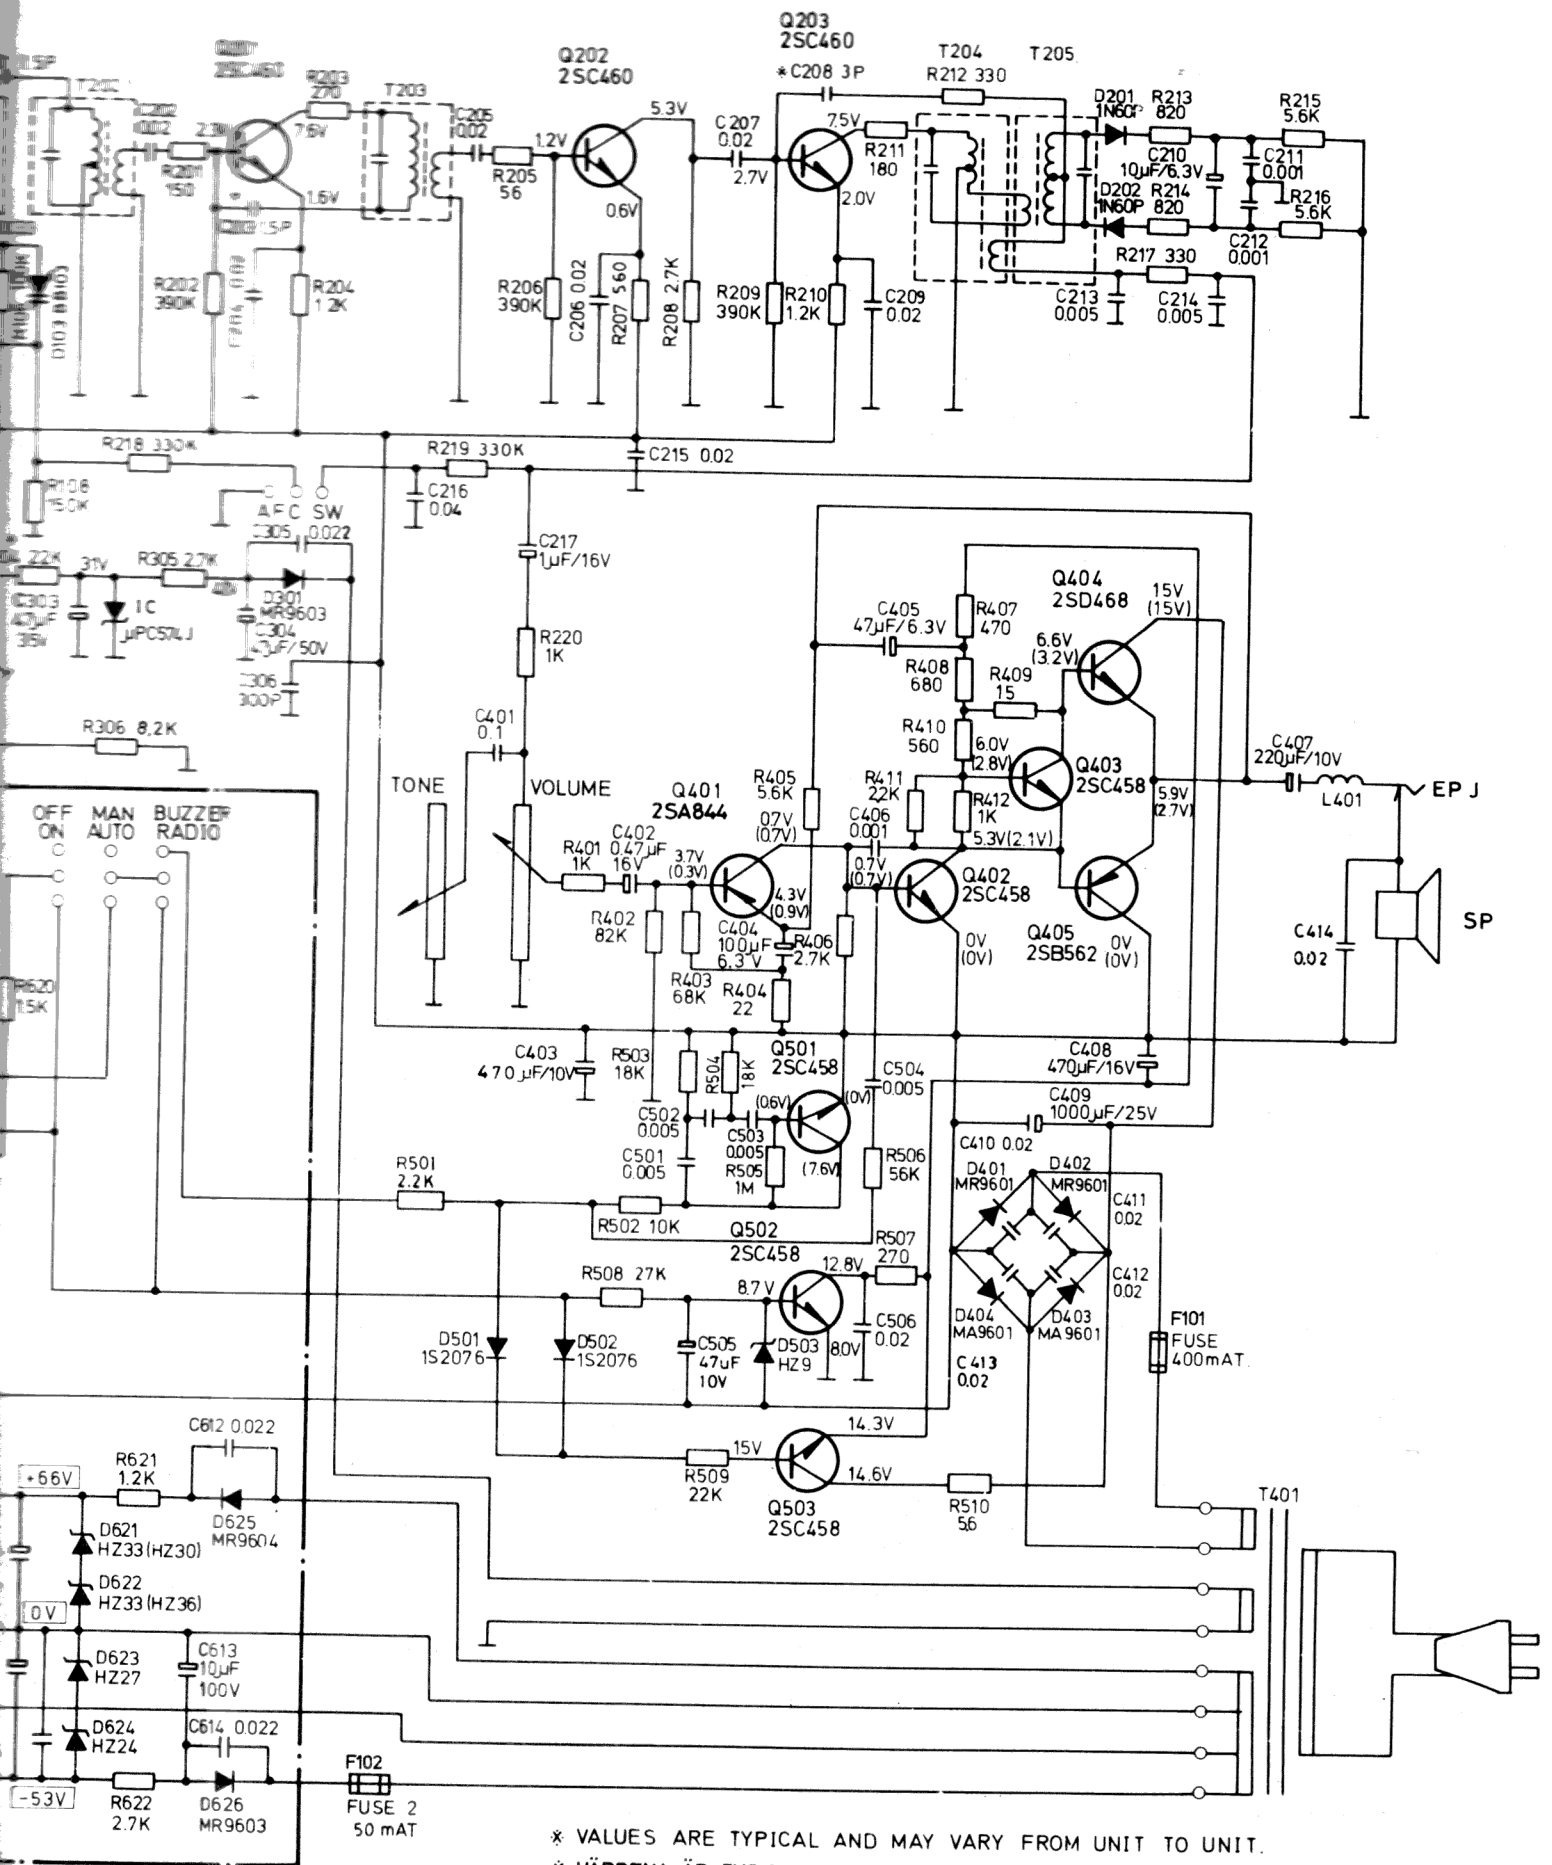 Q202
2SC460
Q203
2SC460
2SC460
T202
R203
270
T203
C205
0.02
C202
0.02
R201
150
7.6V
1.6V
R205
56
1.2V
5.3V
0.6V
C207
0.02
2.7V
*C208 3P
R212 330
T204
T205
7.5V
R211
180
2.0V
D201
1N60P
R213
820
C210
10µF/6.3V
D202
1N60P
R214
820
C211
0.001
R215
5.6K
R216
5.6K
C212
0.001
R217 330
C213
0.005
C214
0.005
D103 BB103
R202
390K
R204
1.2K
R206
390K
C206 0.02
R207 560
R208 2.7K
R209
390K
R210
1.2K
C209
0.02
R218 330K
R219 330K
C215 0.02
C216
0.04
AFC SW
C305 0.022
R305 2.7K
22K
31V
IC
µPC574J
D301
MR9603
C304
47µF/50V
C303
47µF
35V
C306
300P
C217
1µF/16V
R220
1K
R306 8.2K
C401
0.1
TONE
VOLUME
OFF
ON
MAN
AUTO
BUZZER
RADIO
R620
1.5K
Q401
2SA844
R401
1K
C402
0.47µF
16V
3.7V
(0.3V)
R402
82K
R403
68K
C404
100µF
6.3V
R404
22
R405
5.6K
0.7V
(0.7V)
4.3V
(0.9V)
R406
2.7K
C405
47µF/6.3V
R407
470
R408
680
R409
15
R410
560
6.0V
(2.8V)
R411
22K
R412
1K
C406
0.001
5.3V(2.1V)
0.7V
(0.7V)
Q402
2SC458
0V
(0V)
Q403
2SC458
Q404
2SD468
15V
(15V)
6.6V
(3.2V)
5.9V
(2.7V)
Q405
2SB562
0V
(0V)
C407
220µF/10V
L401
EPJ
SP
C414
0.02
C403
470µF/10V
C408
470µF/16V
C409
1000µF/25V
R503
18K
R504
18K
Q501
2SC458
(0.6V)
(0V)
(7.6V)
C502
0.005
C503
0.005
C501
0.005
R505
1M
C504
0.005
R506
56K
R501
2.2K
R502 10K
C410 0.02
D401
MR9601
D402
MR9601
C411
0.02
C412
0.02
D404
MA9601
D403
MA9601
C413
0.02
F101
FUSE
400mAT.
Q502
2SC458
R507
270
12.8V
8.7V
8.0V
R508 27K
C506
0.02
D501
1S2076
D502
1S2076
C505
47uF
10V
D503
HZ9
14.3V
15V
14.6V
R509
22K
Q503
2SC458
R510
56
T401
C612 0.022
R621
1.2K
D625
MR9604
+66V
D621
HZ33(HZ30)
D622
HZ33(HZ36)
0V
D623
HZ27
C613
10µF
100V
D624
HZ24
C614 0.022
-53V
R622
2.7K
D626
MR9603
F102
FUSE 2
50 mAT
* VALUES ARE TYPICAL AND MAY VARY FROM UNIT TO UNIT.